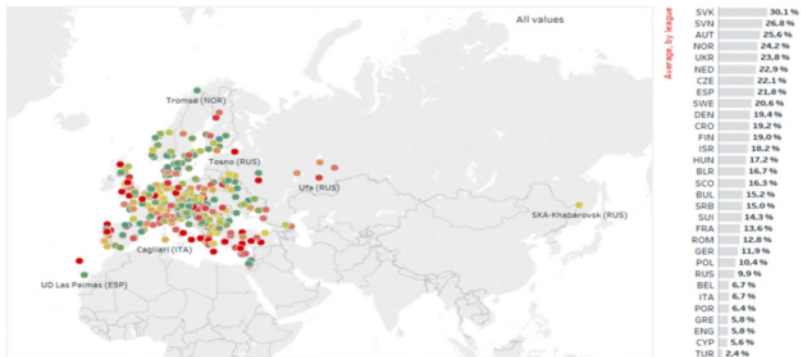 All values
Tromsø (NOR)
Tosno (RUS)
Ufa (RUS)
SKA-Khabarovsk (RUS)
Cagliari (ITA)
UD Las Palmas (ESP)
Average, by league
SVK 30,1 %
SVN 26,8 %
AUT 25,6 %
NOR 24,2 %
UKR 23,8 %
NED 22,9 %
CZE 22,1 %
ESP 21,8 %
SWE 20,6 %
DEN 19,4 %
CRO 19,2 %
FIN 19,0 %
ISR 18,2 %
HUN 17,2 %
BLR 16,7 %
SCO 16,3 %
BUL 15,2 %
SRB 15,0 %
SUI 14,3 %
FRA 13,6 %
ROM 12,8 %
GER 11,9 %
POL 10,4 %
RUS 9,9 %
BEL 6,7 %
ITA 6,7 %
POR 6,4 %
GRE 5,8 %
ENG 5,8 %
CYP 5,6 %
TUR 2,4 %